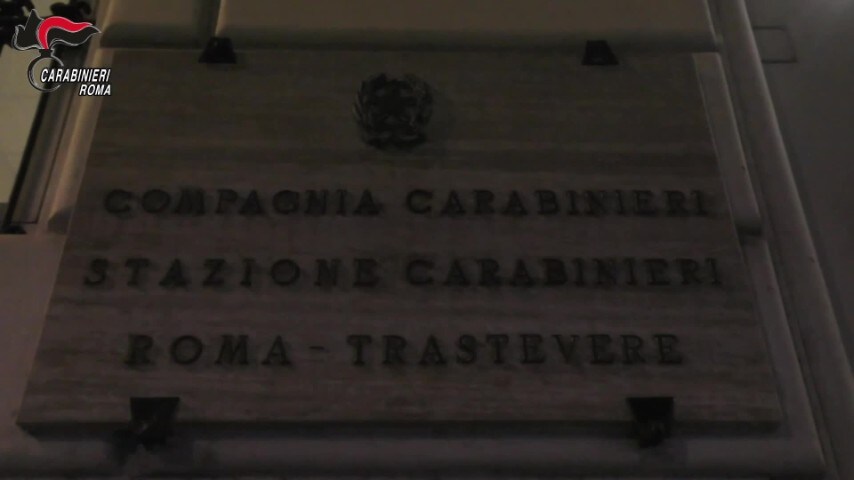 CARABINIERI
ROMA
COMPAGNIA CARABINIERI
STAZIONE CARABINIERI
ROMA - TRASTEVERE